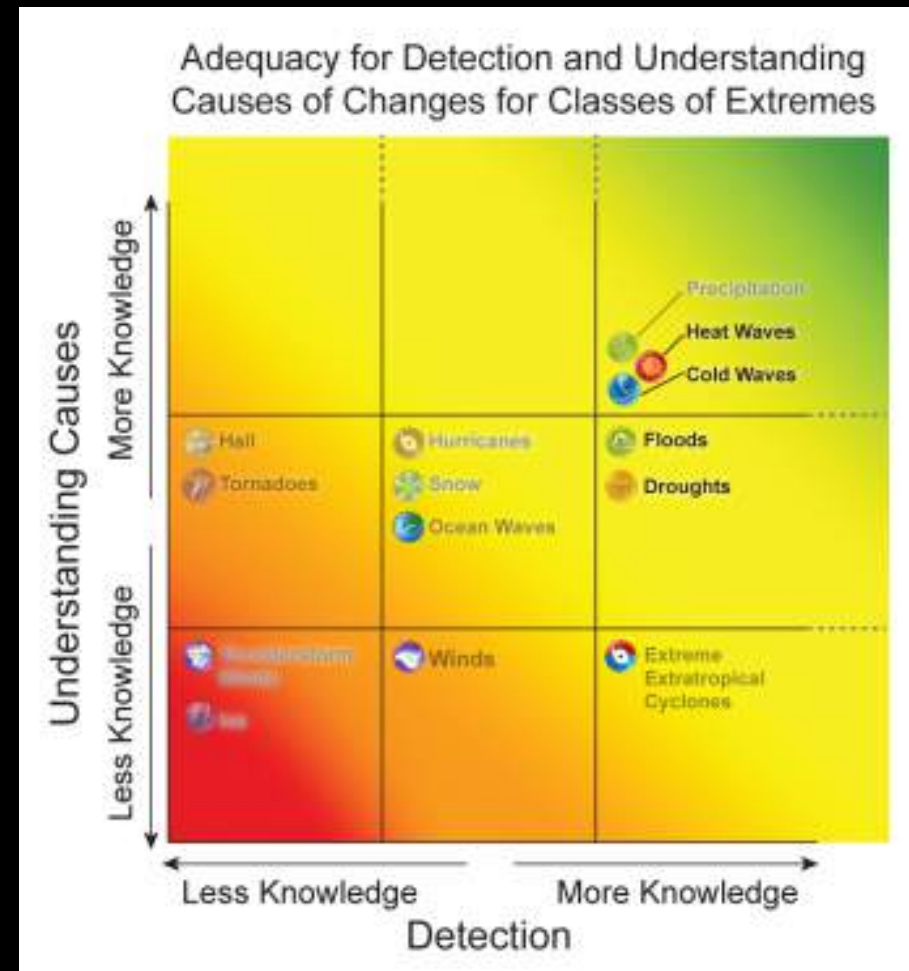 Adequacy for Detection and Understanding
Causes of Changes for Classes of Extremes
Understanding Causes
More Knowledge
Less Knowledge
Precipitation
Heat Waves
Cold Waves
Hail
Tornadoes
Hurricanes
Snow
Ocean Waves
Floods
Droughts
Winds
Ice
Extreme
Extratropical
Cyclones
Less Knowledge
More Knowledge
Detection